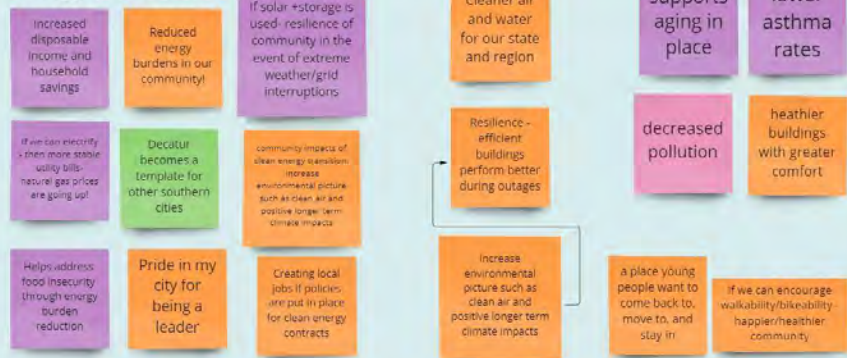 Increased
disposable
income and
household
savings
Reduced
energy
burdens in our
community!
If solar +storage is
used- resilience of
community in the
event of extreme
weather/grid
interruptions
Cleaner air
and water
for our state
and region
supports
aging in
place
lower
asthma
rates
If we can electrify
- then more stable
utility bills-
natural gas prices
are going up!
Decatur
becomes a
template for
other southern
cities
community impacts of
clean energy transition:
increase
environmental picture
such as clean air and
positive longer term
climate impacts
Resilience -
efficient
buildings
perform better
during outages
decreased
pollution
heathier
buildings
with greater
comfort
Helps address
food insecurity
through energy
burden
reduction
Pride in my
city for
being a
leader
Creating local
jobs if policies
are put in place
for clean energy
contracts
Increase
environmental
picture such as
clean air and
positive longer term
climate impacts
a place young
people want to
come back to,
move to, and
stay in
If we can encourage
walkability/bikeability -
happier/healthier
community